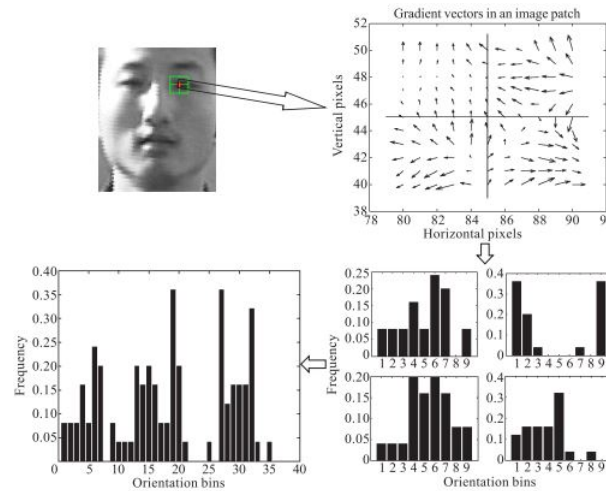 Gradient vectors in an image patch
52
50
48
46
44
42
40
38
Vertical pixels
78 80 82 84 86 88 90 92
Horizontal pixels
0.40
0.35
0.30
0.25
0.20
0.15
0.10
0.05
Frequency
0 5 10 15 20 25 30 35 40
Orientation bins
Frequency
0.25
0.20
0.15
0.10
0.05
1 2 3 4 5 6 7 8 9
0.4
0.3
0.2
0.1
1 2 3 4 5 6 7 8 9
0.20
0.15
0.10
0.05
0
1 2 3 4 5 6 7 8 9
0.4
0.3
0.2
0.1
0
1 2 3 4 5 6 7 8 9
Orientation bins